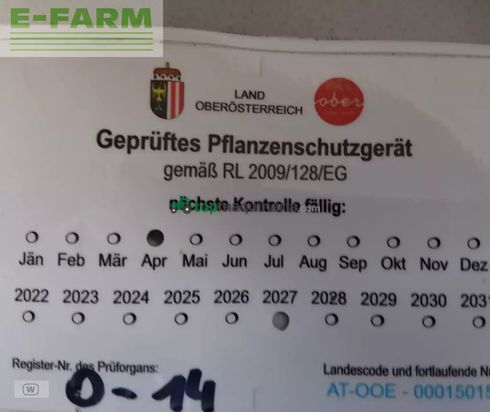 E-FARM
LAND
OBERÖSTERREICH
ober
Geprüftes Pflanzenschutzgerät
gemäß RL 2009/128/EG
nächste Kontrolle fällig:
Jän Feb Mär Apr Mai Jun Jul Aug Sep Okt Nov Dez
2022 2023 2024 2025 2026 2027 2028 2029 2030 203
Register-Nr. des Prüforgans:
0-14
Landescode und fortlaufende N
AT-OOE - 00015015